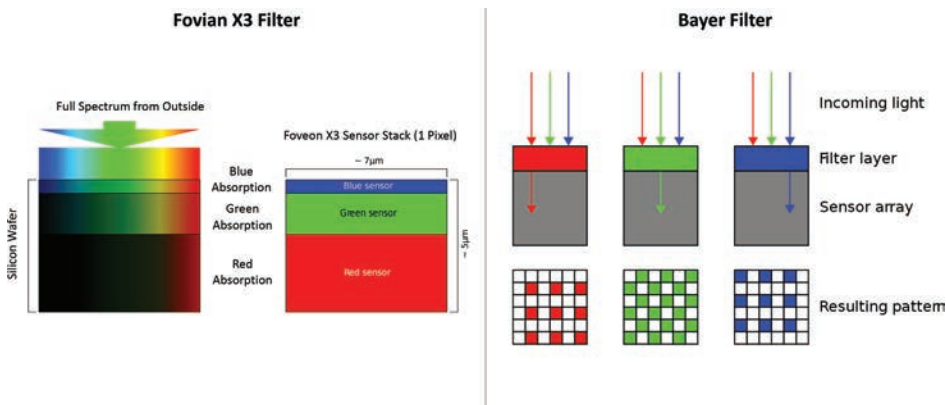 Fovian X3 Filter
Full Spectrum from Outside
Blue
Absorption
Green
Absorption
Red
Absorption
Silicon Wafer
Foveon X3 Sensor Stack (1 Pixel)
~ 7μm
Blue sensor
Green sensor
Red sensor
~ 5μm
Bayer Filter
Incoming light
Filter layer
Sensor array
Resulting pattern